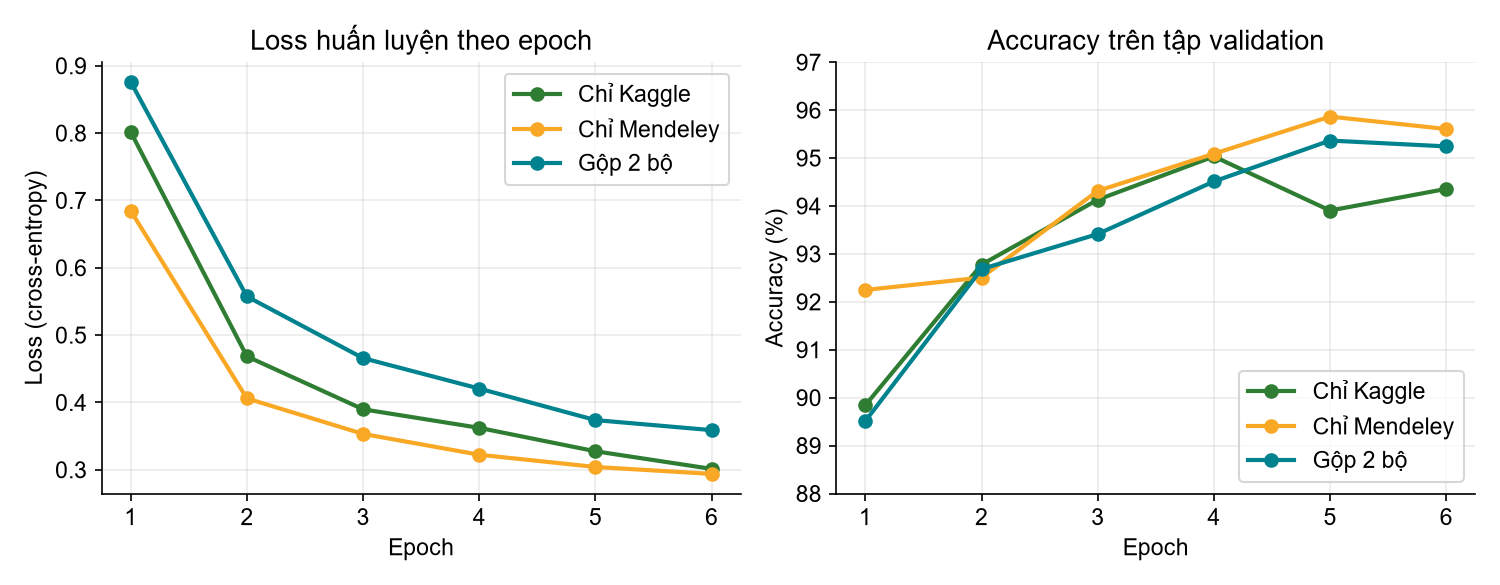 Loss huấn luyện theo epoch
0.9
0.8
0.7
0.6
0.5
0.4
0.3
Loss (cross-entropy)
1 2 3 4 5 6
Epoch
Chỉ Kaggle
Chỉ Mendeley
Gộp 2 bộ
Accuracy trên tập validation
97
96
95
94
93
92
91
90
89
88
Accuracy (%)
1 2 3 4 5 6
Epoch
Chỉ Kaggle
Chỉ Mendeley
Gộp 2 bộ